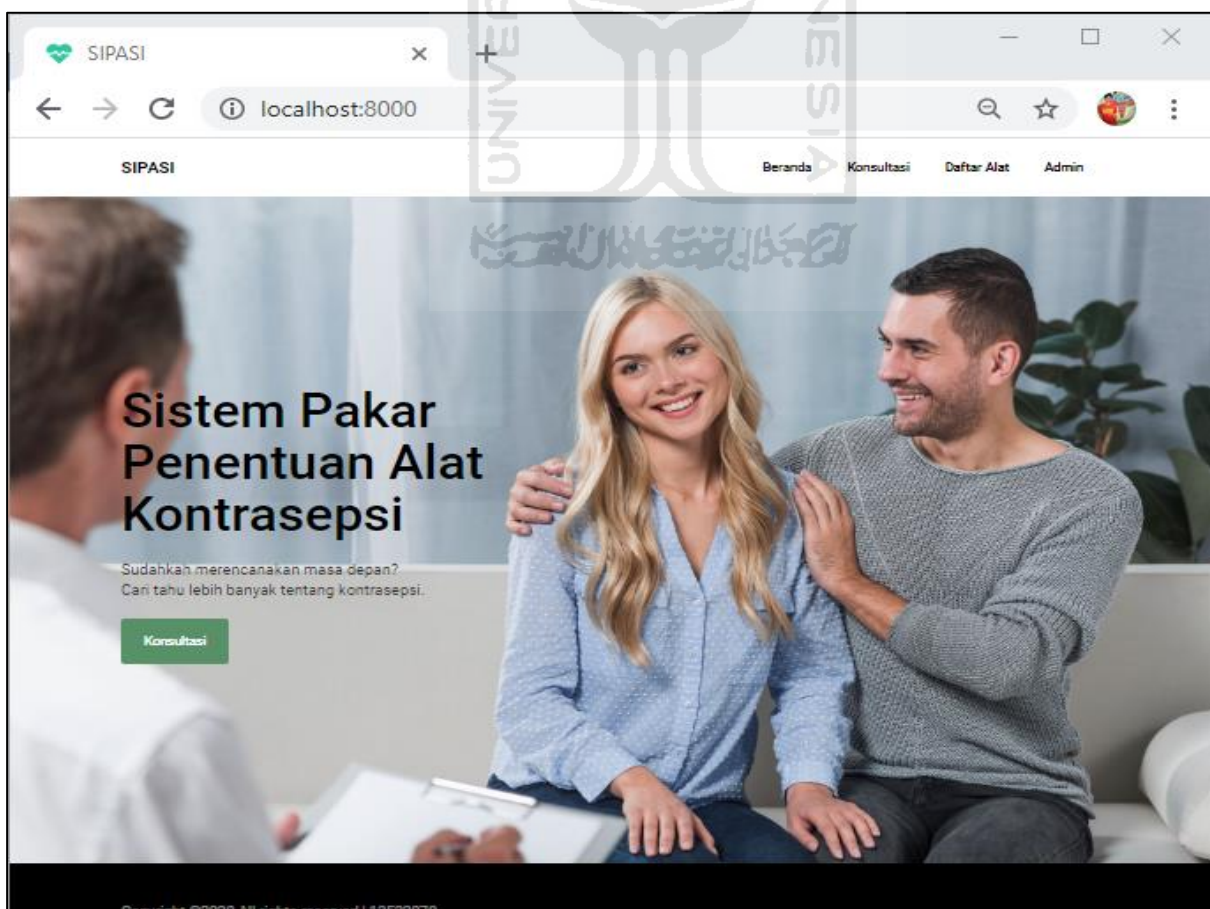 SIPASI
localhost:8000
SIPASI
Beranda Konsultasi Daftar Alat Admin
Sistem Pakar
Penentuan Alat
Kontrasepsi
Sudahkah merencanakan masa depan?
Cari tahu lebih banyak tentang kontrasepsi.
Konsultasi